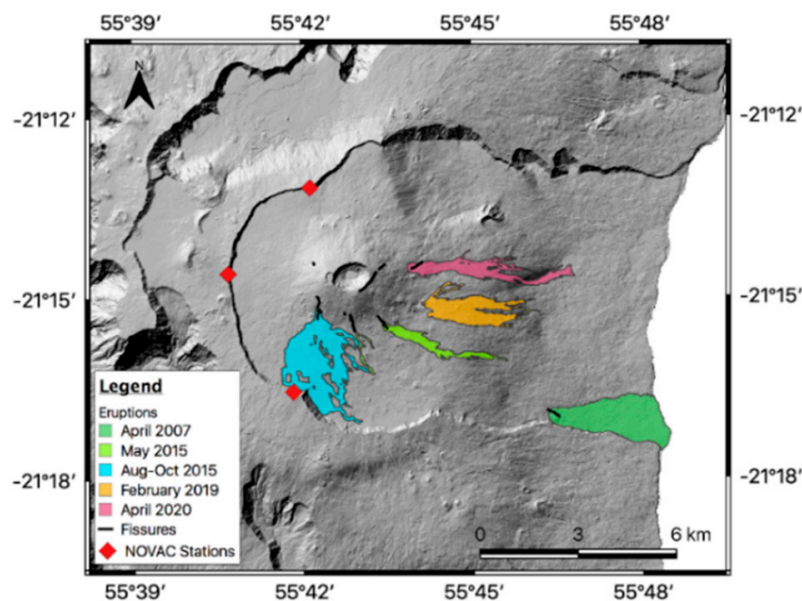 55°39′ 55°42′ 55°45′ 55°48′
N
-21°12′ -21°12′
-21°15′ -21°15′
Legend
Eruptions
April 2007
May 2015
Aug-Oct 2015
February 2019
April 2020
Fissures
NOVAC Stations
-21°18′ -21°18′
0 3 6 km
55°39′ 55°42′ 55°45′ 55°48′